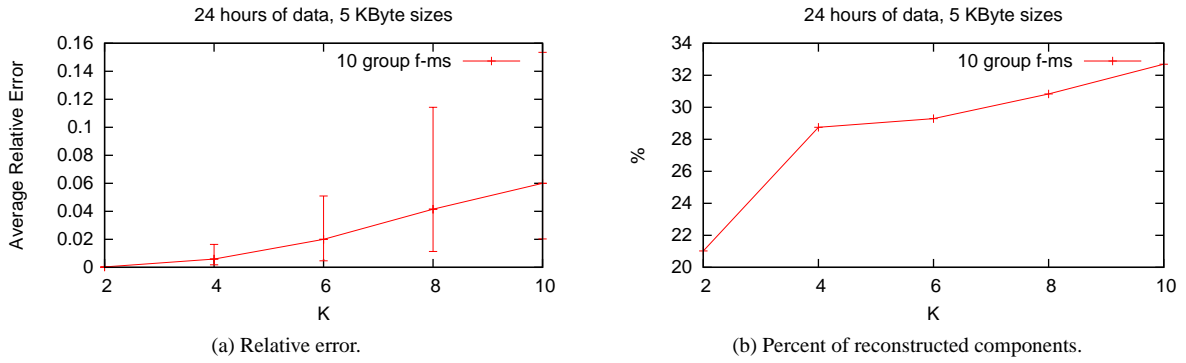 24 hours of data, 5 KByte sizes
Average Relative Error
0.16
0.14
0.12
0.1
0.08
0.06
0.04
0.02
0
10 group f-ms
2 4 6 8 10
K
(a) Relative error.
24 hours of data, 5 KByte sizes
%
34
32
30
28
26
24
22
20
10 group f-ms
2 4 6 8 10
K
(b) Percent of reconstructed components.